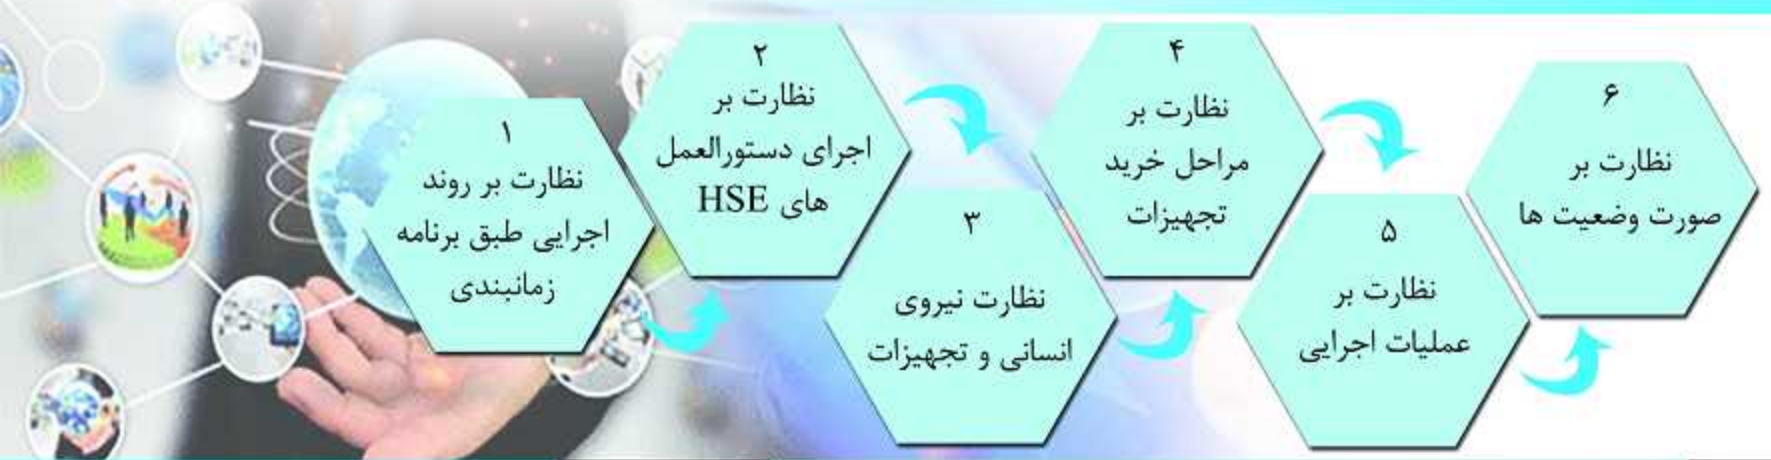 ۱
نظارت بر روند
اجرایی طبق برنامه
زمانبندی
۲
نظارت بر
اجرای دستورالعمل
های HSE
۳
نظارت نیروی
انسانی و تجهیزات
۴
نظارت بر
مراحل خرید
تجهیزات
۵
نظارت بر
عملیات اجرایی
۶
نظارت بر
صورت وضعیت ها